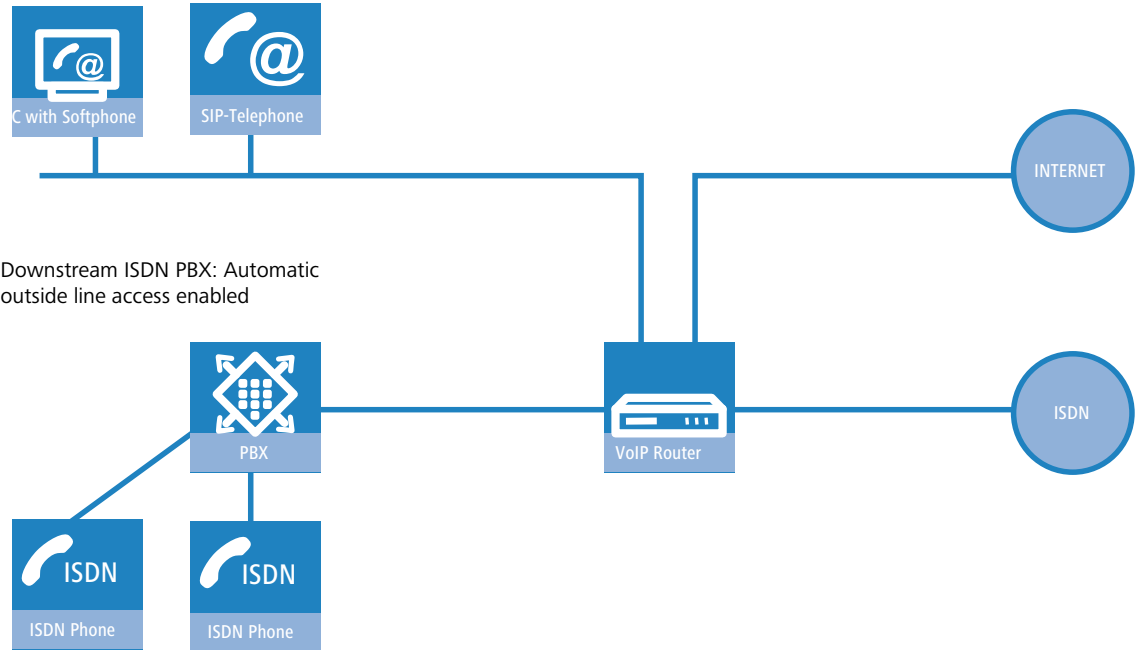 @
@
C with Softphone
SIP-Telephone
INTERNET
Downstream ISDN PBX: Automatic
outside line access enabled
PBX
VoIP Router
ISDN
ISDN
ISDN
ISDN Phone
ISDN Phone